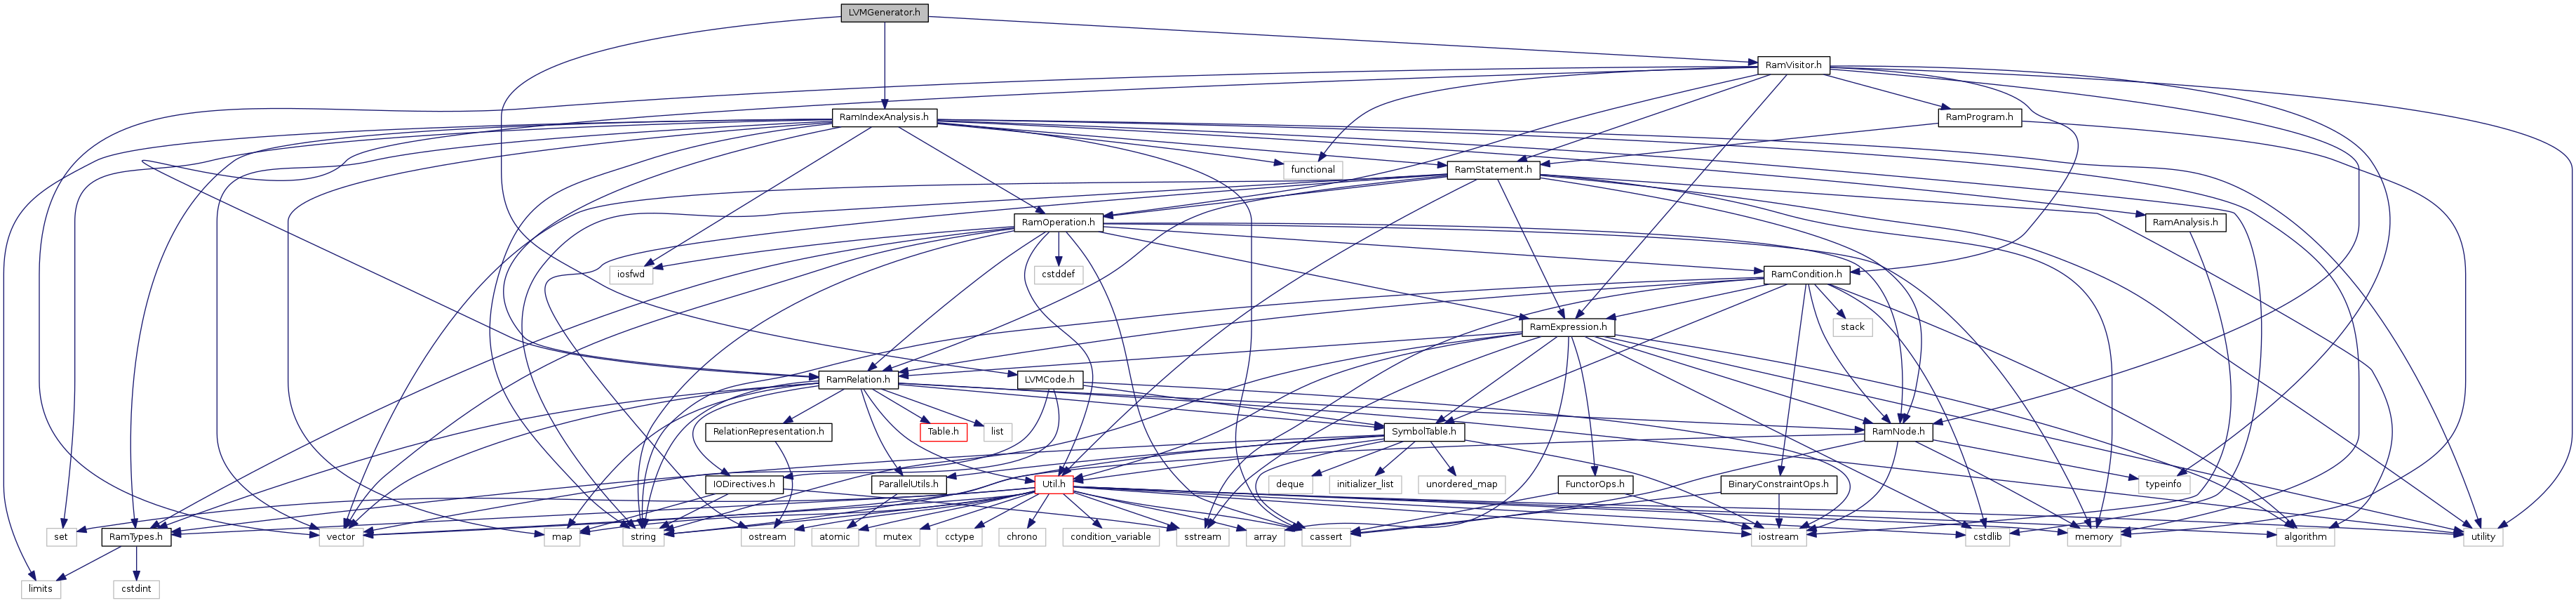 LVMGenerator.h
RamVisitor.h
RamIndexAnalysis.h
RamProgram.h
functional
RamStatement.h
RamOperation.h
RamAnalysis.h
iosfwd
cstddef
RamCondition.h
RamExpression.h
stack
RamRelation.h
LVMCode.h
RelationRepresentation.h
Table.h
list
SymbolTable.h
RamNode.h
IODirectives.h
ParallelUtils.h
Util.h
deque
initializer_list
unordered_map
FunctorOps.h
BinaryConstraintOps.h
typeinfo
set
RamTypes.h
vector
map
string
ostream
atomic
mutex
cctype
chrono
condition_variable
sstream
array
cassert
iostream
cstdlib
memory
algorithm
utility
limits
cstdint